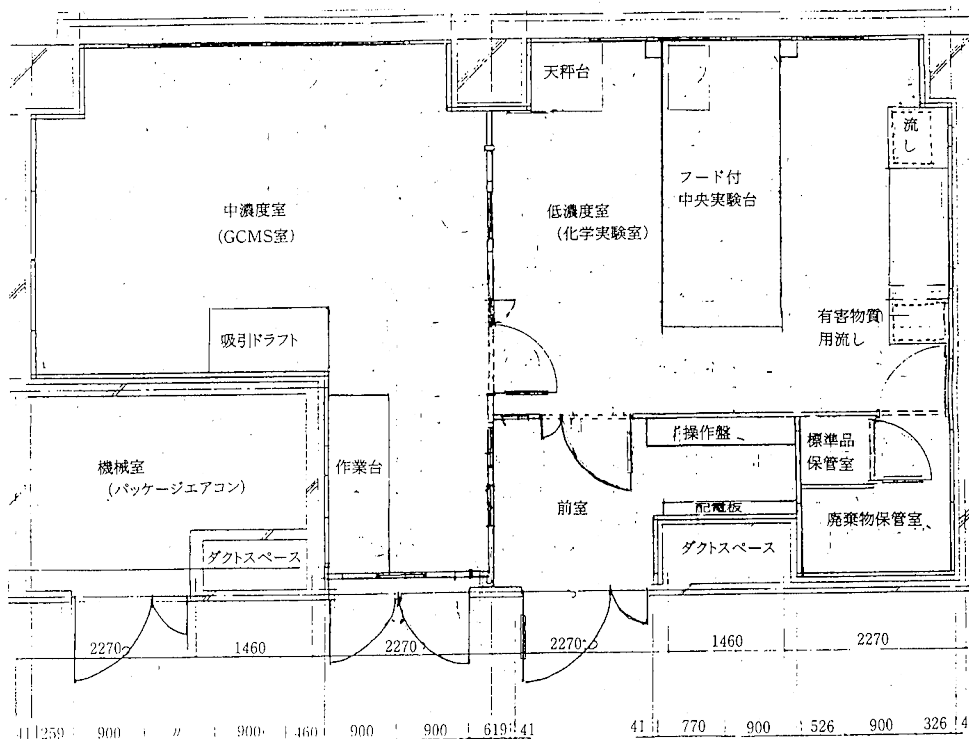 天秤台
流
し
フード付
中央実験台
中濃度室
(GCMS室)
低濃度室
(化学実験室)
有害物質
用流し
吸引ドラフト
操作盤
標準品
保管室
機械室
(パッケージエアコン)
作業台
前室
配電板
廃棄物保管室
ダクトスペース
ダクトスペース
2270 1460 2270 2270 1460 2270
41 259 900 〃 900 460 900 900 619 41 41 770 900 526 900 326 4